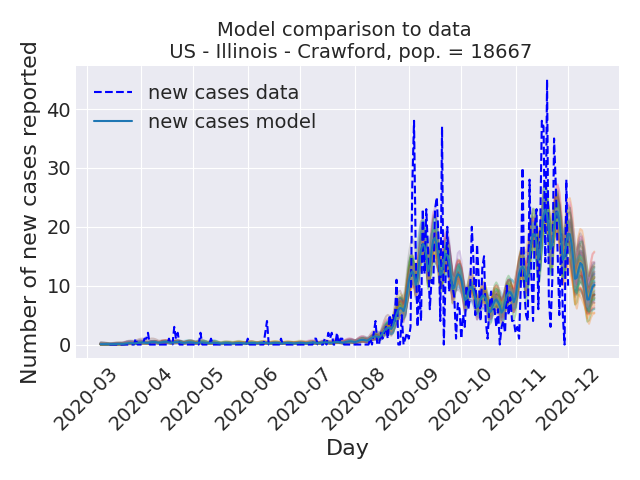 Model comparison to data
US - Illinois - Crawford, pop. = 18667
Number of new cases reported
new cases data
new cases model
40
30
20
10
0
2020-03
2020-04
2020-05
2020-06
2020-07
2020-08
2020-09
2020-10
2020-11
2020-12
Day